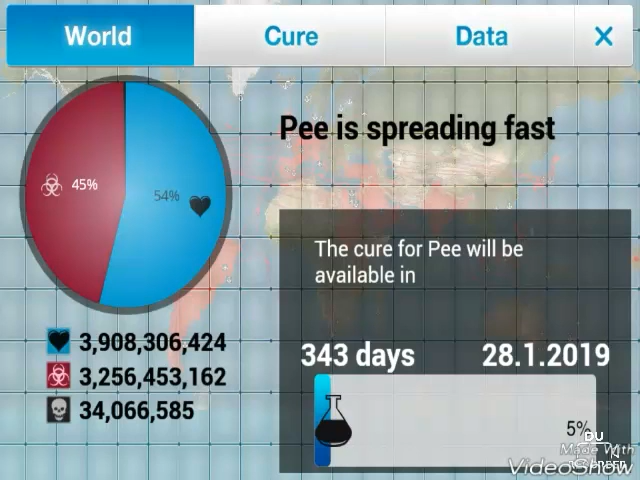 World
Cure
Data
X
Pee is spreading fast
45%
54%
The cure for Pee will be
available in
3,908,306,424
3,256,453,162
34,066,585
343 days
28.1.2019
5%
DU
Made With
VideoShow